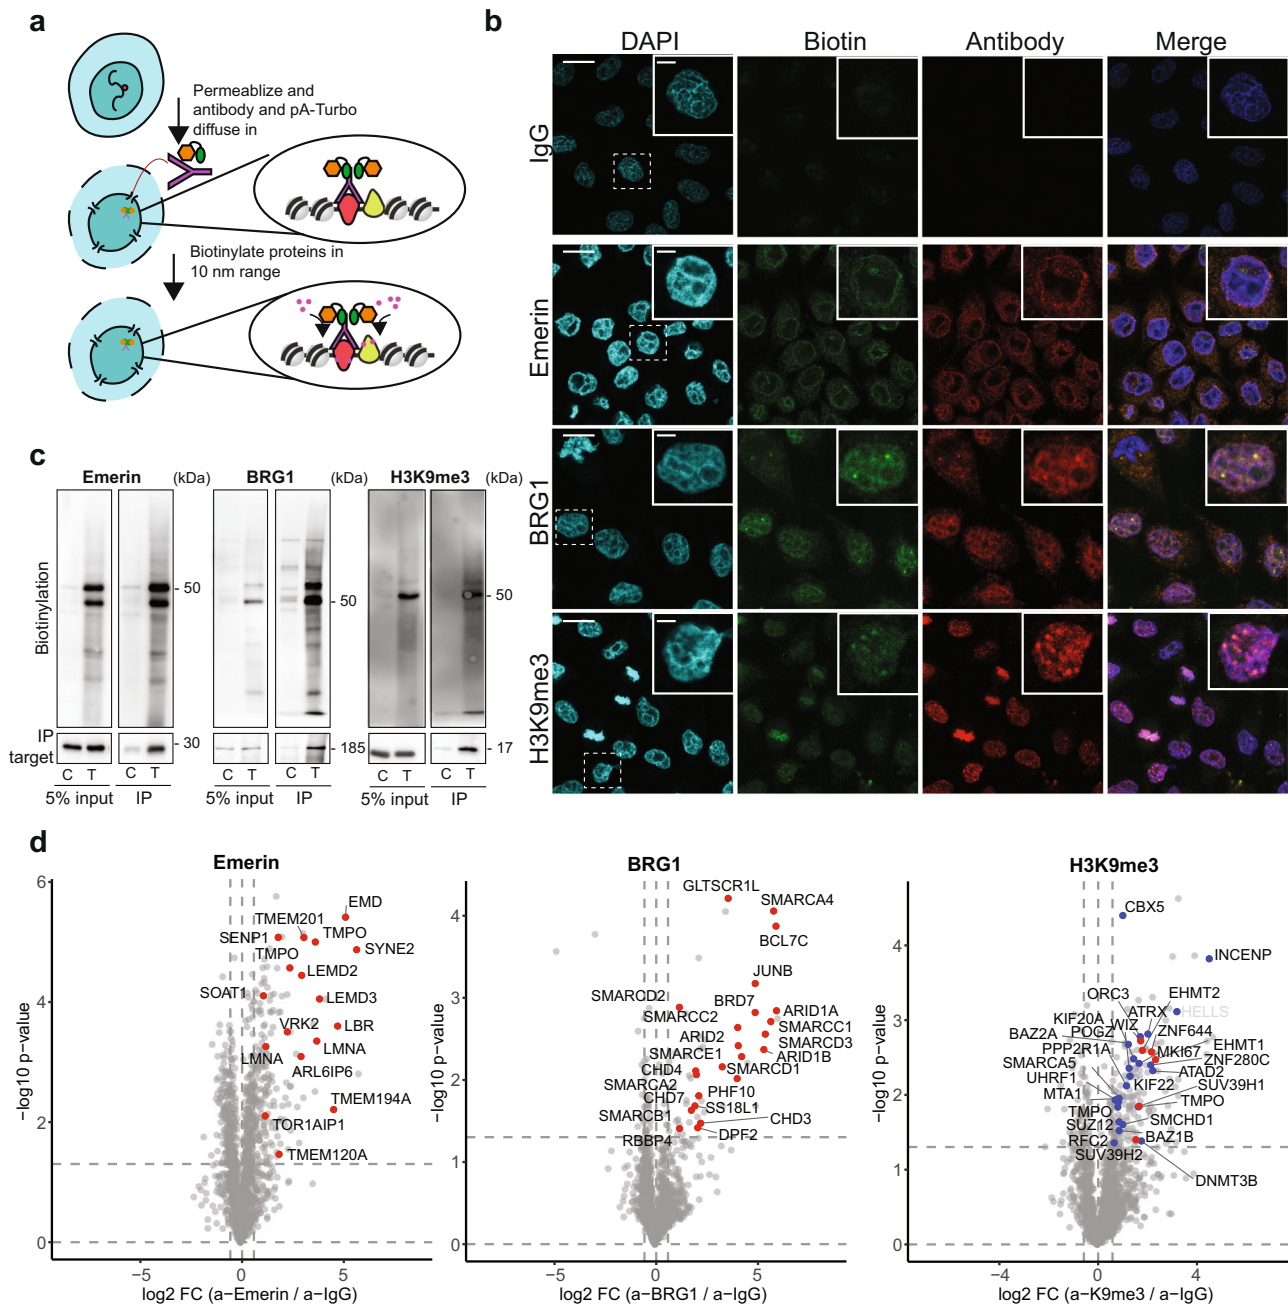 a
Permeablize and
antibody and pA-Turbo
diffuse in
Biotinylate proteins in
10 nm range
b
DAPI
Biotin
Antibody
Merge
IgG
Emerin
BRG1
H3K9me3
c
Emerin
(kDa)
BRG1
(kDa)
H3K9me3
(kDa)
Biotinylation
- 50
- 50
- 50
IP
target
- 30
- 185
- 17
C T C T
C T C T
C T C T
5% input IP
5% input IP
5% input IP
d
Emerin
−log10 p−value
6
4
2
0
−5
0
5
log2 FC (a−Emerin / a−IgG)
EMD
TMEM201
SENP1
TMPO
SYNE2
TMPO
LEMD2
SOAT1
LEMD3
VRK2
LBR
LMNA
LMNA
ARL6IP6
TMEM194A
TOR1AIP1
TMEM120A
BRG1
−log10 p−value
4
3
2
1
0
−5
0
5
log2 FC (a−BRG1 / a−IgG)
GLTSCR1L
SMARCA4
BCL7C
JUNB
SMARCD2
BRD7
ARID1A
SMARCC2
SMARCC1
ARID2
SMARCD3
SMARCE1
ARID1B
CHD4
SMARCD1
SMARCA2
PHF10
CHD7
SS18L1
SMARCB1
CHD3
RBBP4
DPF2
H3K9me3
−log10 p−value
4
3
2
1
0
−4
0
4
log2 FC (a−K9me3 / a−IgG)
CBX5
INCENP
ORC3
EHMT2
ATRX
HELLS
KIF20A
WIZ
POGZ
ZNF644
BAZ2A
EHMT1
PPP2R1A
MKI67
ZNF280C
SMARCA5
ATAD2
UHRF1
KIF22
SUV39H1
MTA1
TMPO
TMPO
SMCHD1
SUZ12
RFC2
BAZ1B
SUV39H2
DNMT3B